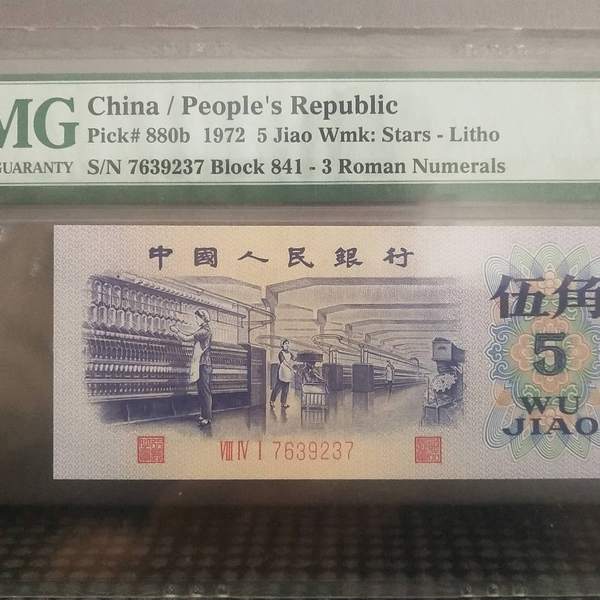 MG
GUARANTY
China / People's Republic
Pick# 880b 1972 5 Jiao Wmk: Stars - Litho
S/N 7639237 Block 841 - 3 Roman Numerals
中國人民銀行
伍角
5
WU
JIAO
VIII IV I 7639237